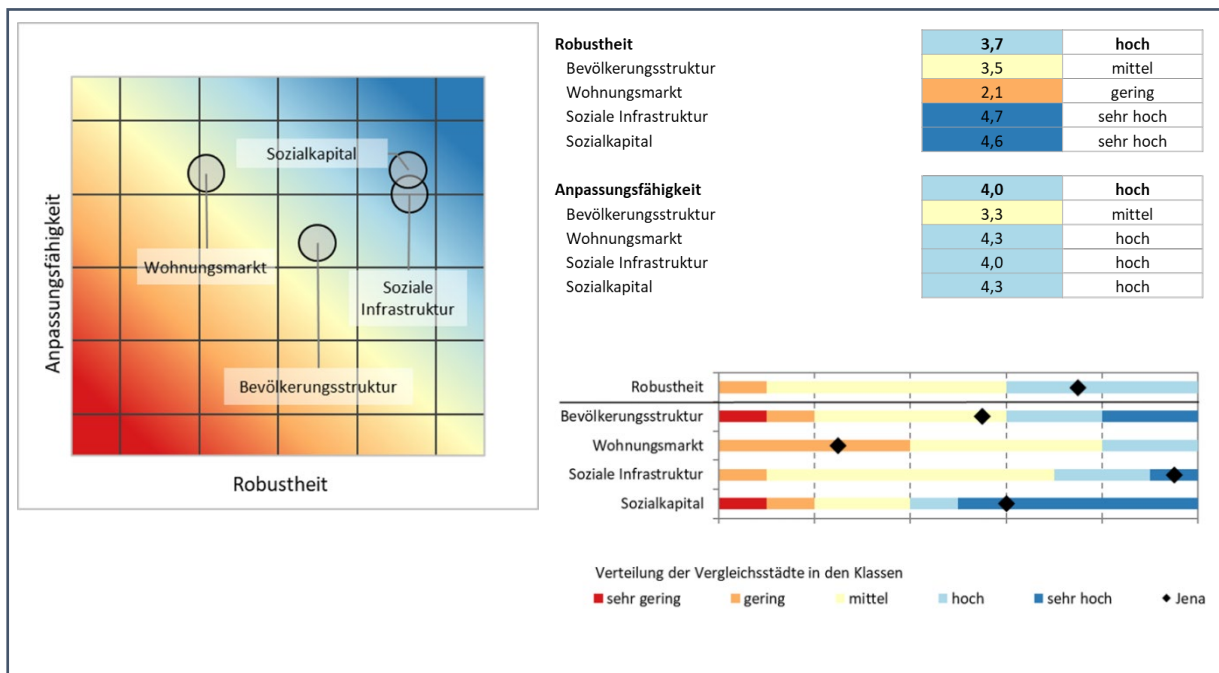 Sozialkapital
Wohnungsmarkt
Soziale
Infrastruktur
Bevölkerungsstruktur
Anpassungsfähigkeit
Robustheit
Robustheit 3,7 hoch
Bevölkerungsstruktur 3,5 mittel
Wohnungsmarkt 2,1 gering
Soziale Infrastruktur 4,7 sehr hoch
Sozialkapital 4,6 sehr hoch
Anpassungsfähigkeit 4,0 hoch
Bevölkerungsstruktur 3,3 mittel
Wohnungsmarkt 4,3 hoch
Soziale Infrastruktur 4,0 hoch
Sozialkapital 4,3 hoch
Robustheit
Bevölkerungsstruktur
Wohnungsmarkt
Soziale Infrastruktur
Sozialkapital
Verteilung der Vergleichsstädte in den Klassen
sehr gering gering mittel hoch sehr hoch Jena